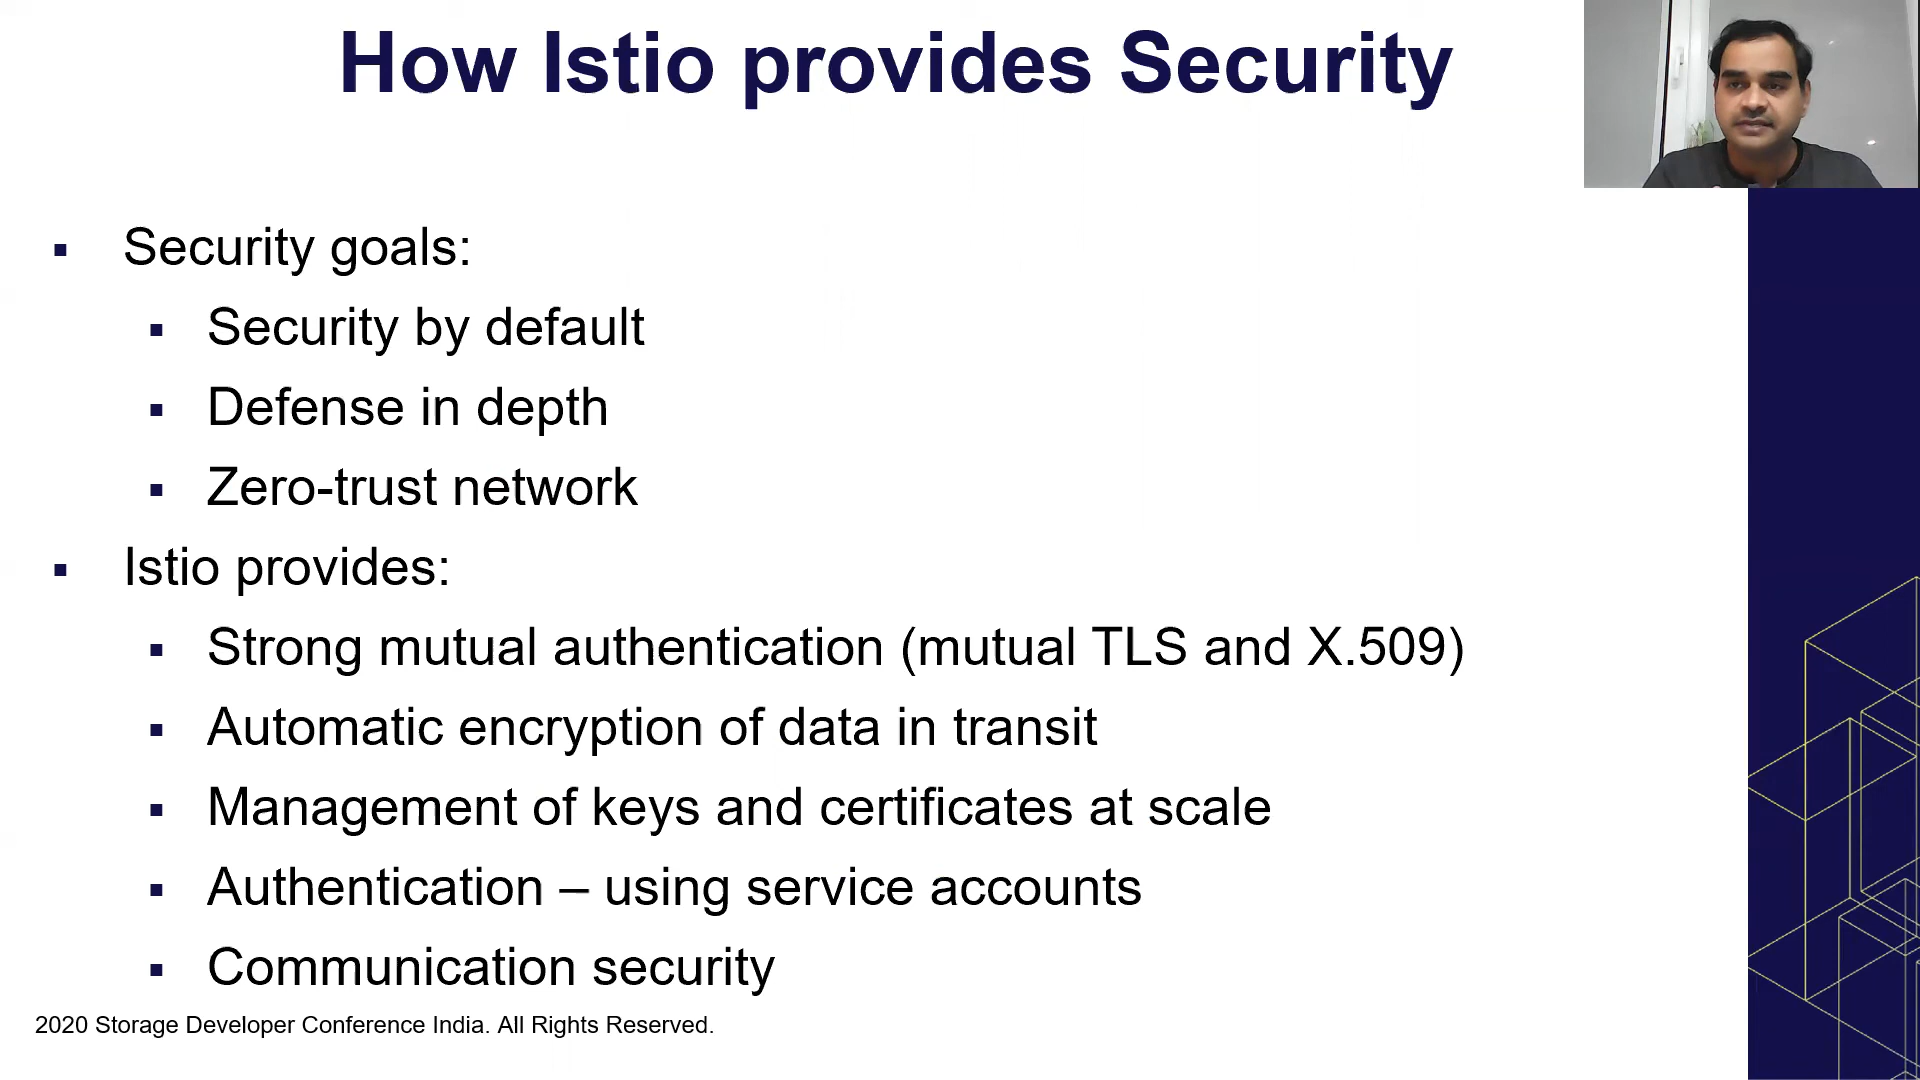 How Istio provides Security
Security goals:
Security by default
Defense in depth
Zero-trust network
Istio provides:
Strong mutual authentication (mutual TLS and X.509)
Automatic encryption of data in transit
Management of keys and certificates at scale
Authentication – using service accounts
Communication security
2020 Storage Developer Conference India. All Rights Reserved.